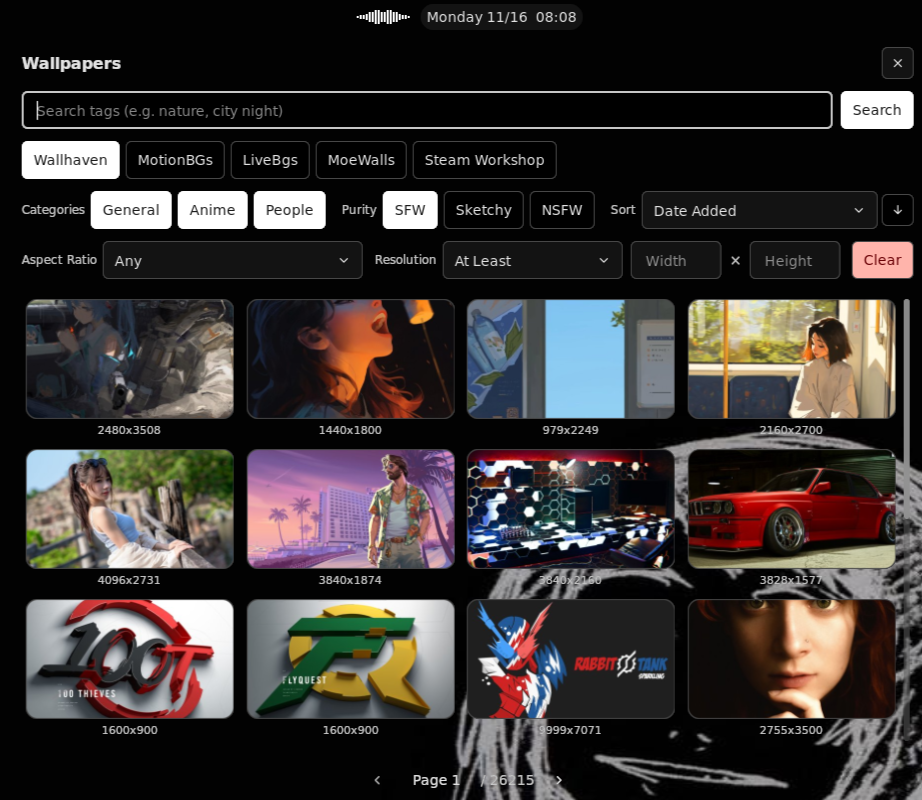 Monday 11/16 08:08
Wallpapers
Search tags (e.g. nature, city night)
Search
Wallhaven
MotionBGs
LiveBgs
MoeWalls
Steam Workshop
Categories
General
Anime
People
Purity
SFW
Sketchy
NSFW
Sort
Date Added
Aspect Ratio
Any
Resolution
At Least
Width
×
Height
Clear
2480x3508
1440x1800
979x2249
2160x2700
4096x2731
3840x1874
3840x2160
3828x1577
100T
100 THIEVES
FLYQUEST
RABBIT TANK
SPARKLING
1600x900
1600x900
9999x7071
2755x3500
Page 1 / 26215